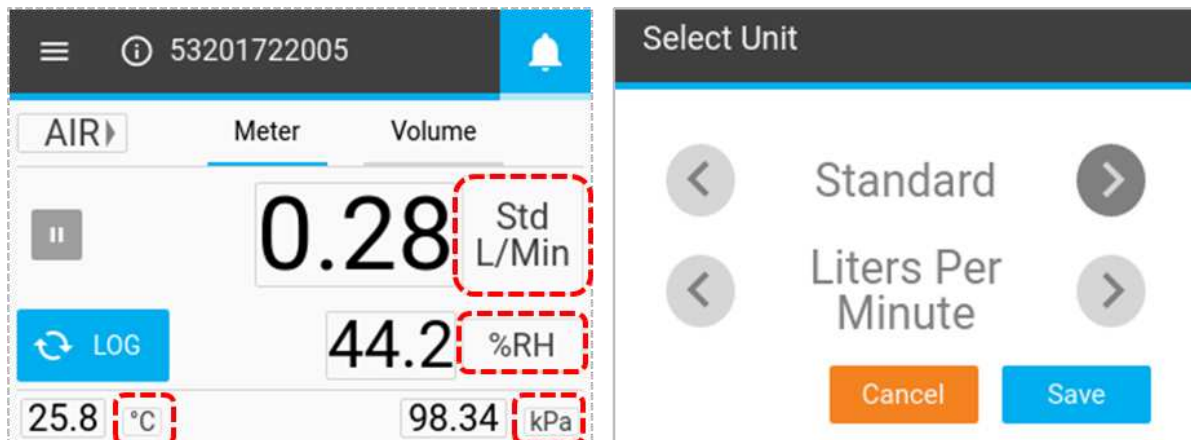 53201722005
AIR
Meter Volume
0.28 Std L/Min
LOG
44.2 %RH
25.8 °C 98.34 kPa
Select Unit
Standard
Liters Per
Minute
Cancel Save